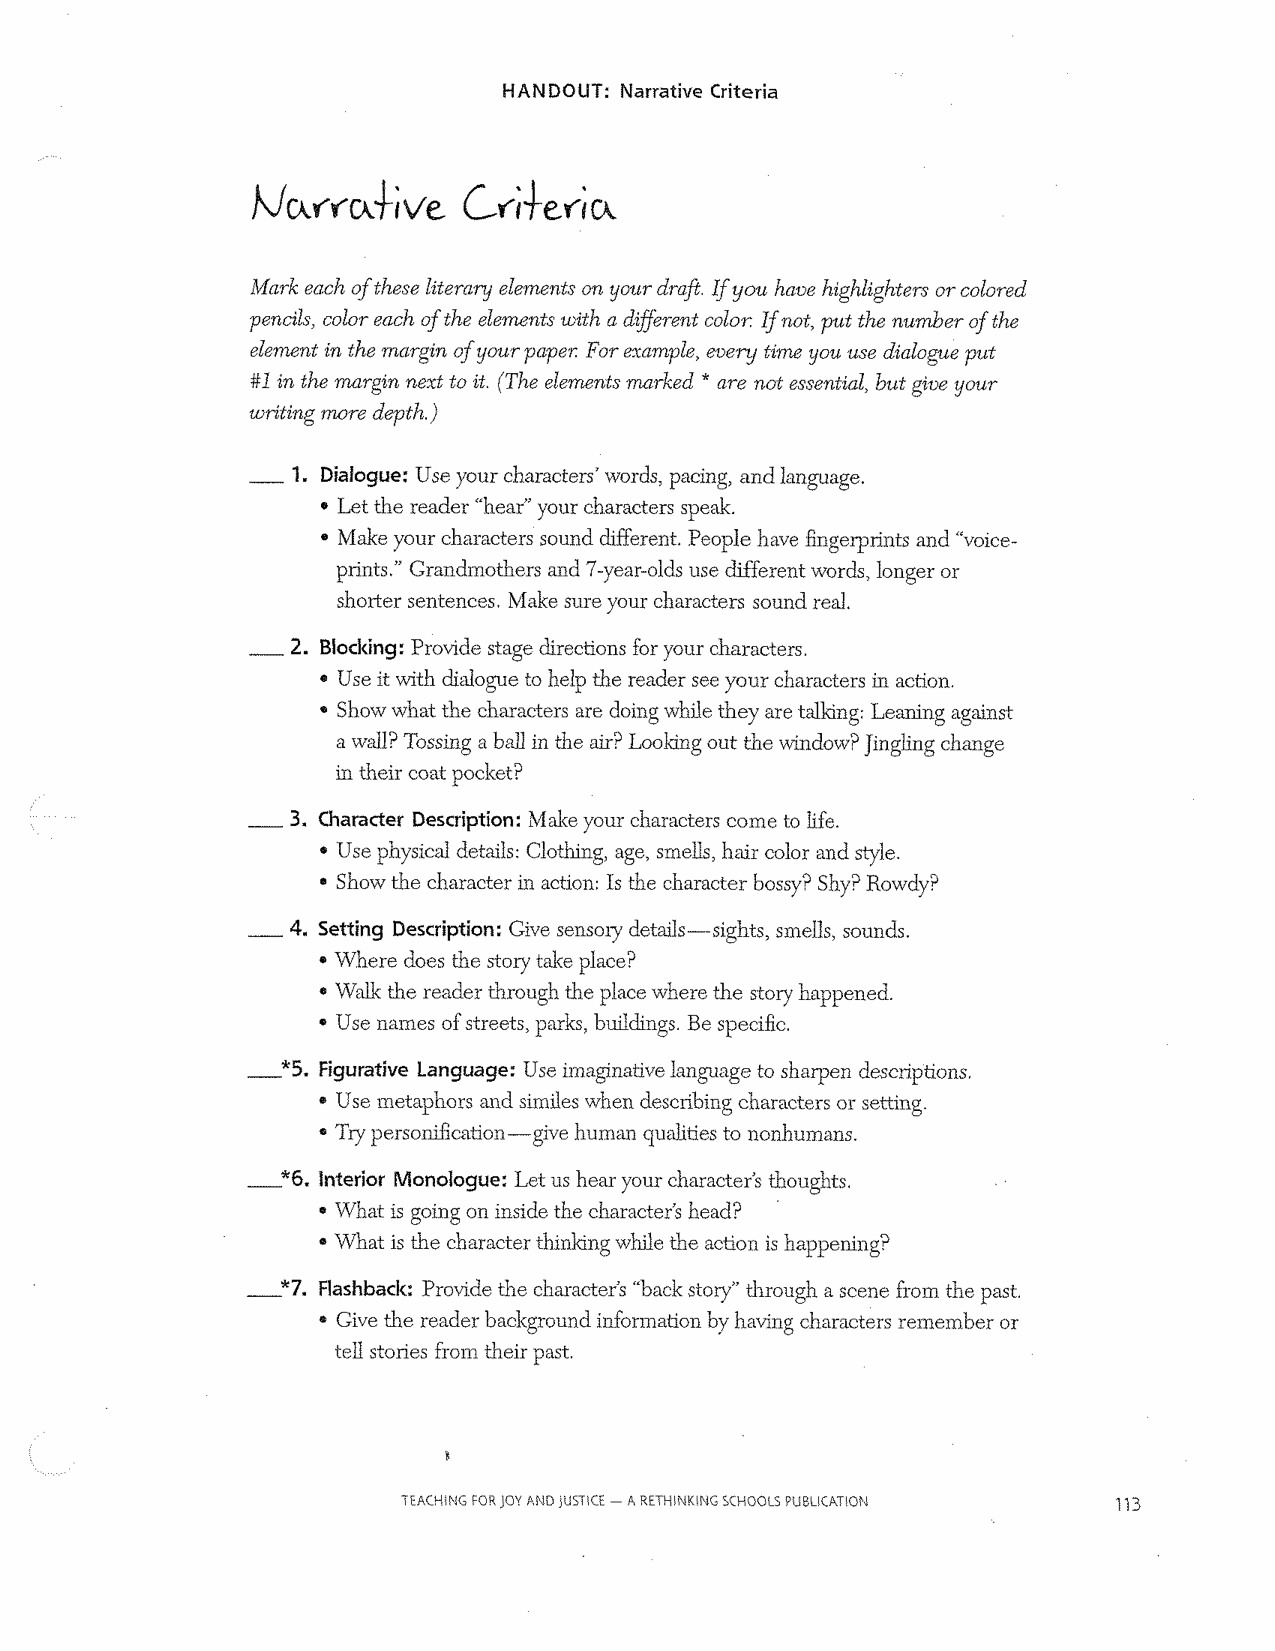 HANDOUT: Narrative Criteria
Narrative Criteria
Mark each of these literary elements on your draft. If you have highlighters or colored
pencils, color each of the elements with a different color. If not, put the number of the
element in the margin of your paper. For example, every time you use dialogue put
#1 in the margin next to it. (The elements marked * are not essential, but give your
writing more depth.)
___ 1. Dialogue: Use your characters' words, pacing, and language.
• Let the reader "hear" your characters speak.
• Make your characters sound different. People have fingerprints and "voice-
prints." Grandmothers and 7-year-olds use different words, longer or
shorter sentences. Make sure your characters sound real.
___ 2. Blocking: Provide stage directions for your characters.
• Use it with dialogue to help the reader see your characters in action.
• Show what the characters are doing while they are talking: Leaning against
a wall? Tossing a ball in the air? Looking out the window? Jingling change
in their coat pocket?
___ 3. Character Description: Make your characters come to life.
• Use physical details: Clothing, age, smells, hair color and style.
• Show the character in action: Is the character bossy? Shy? Rowdy?
___ 4. Setting Description: Give sensory details—sights, smells, sounds.
• Where does the story take place?
• Walk the reader through the place where the story happened.
• Use names of streets, parks, buildings. Be specific.
___*5. Figurative Language: Use imaginative language to sharpen descriptions.
• Use metaphors and similes when describing characters or setting.
• Try personification—give human qualities to nonhumans.
___*6. Interior Monologue: Let us hear your character's thoughts.
• What is going on inside the character's head?
• What is the character thinking while the action is happening?
___*7. Flashback: Provide the character's "back story" through a scene from the past.
• Give the reader background information by having characters remember or
tell stories from their past.
TEACHING FOR JOY AND JUSTICE — A RETHINKING SCHOOLS PUBLICATION
113